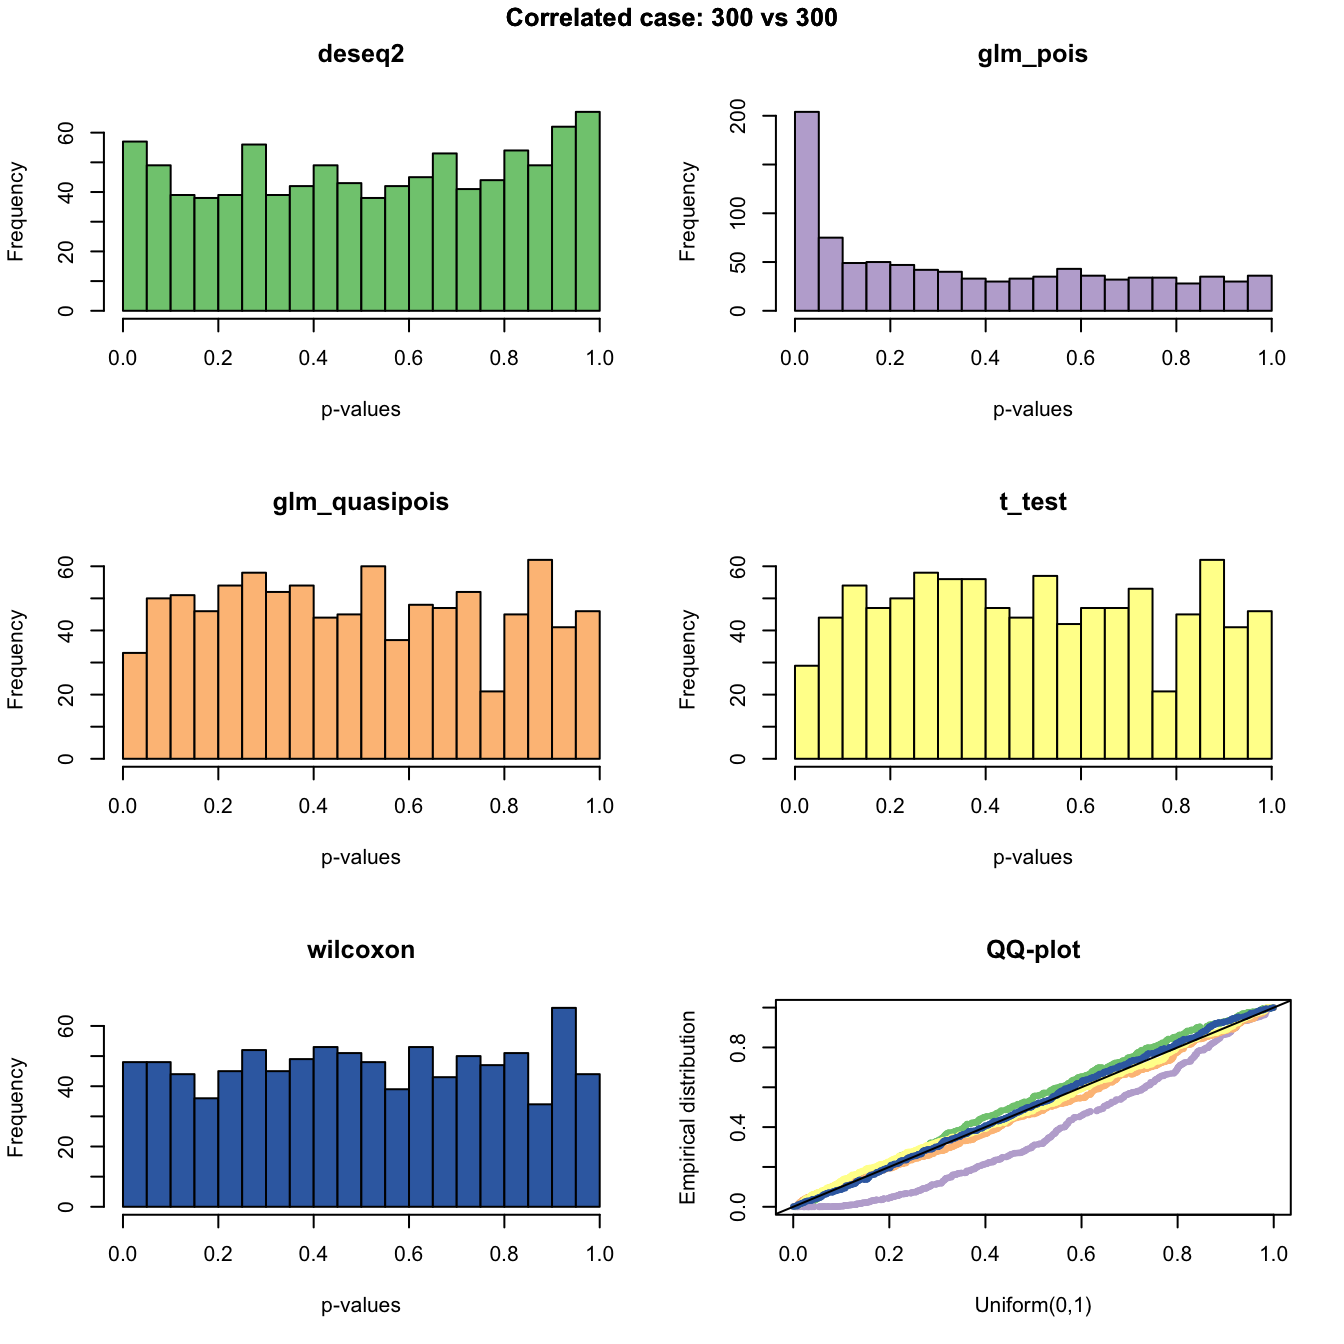 Correlated case: 300 vs 300
deseq2
Frequency
0 20 40 60
0.0 0.2 0.4 0.6 0.8 1.0
p-values
glm_pois
Frequency
0 50 100 200
0.0 0.2 0.4 0.6 0.8 1.0
p-values
glm_quasipois
Frequency
0 20 40 60
0.0 0.2 0.4 0.6 0.8 1.0
p-values
t_test
Frequency
0 20 40 60
0.0 0.2 0.4 0.6 0.8 1.0
p-values
wilcoxon
Frequency
0 20 40 60
0.0 0.2 0.4 0.6 0.8 1.0
p-values
QQ-plot
Empirical distribution
0.0 0.4 0.8
0.0 0.2 0.4 0.6 0.8 1.0
Uniform(0,1)